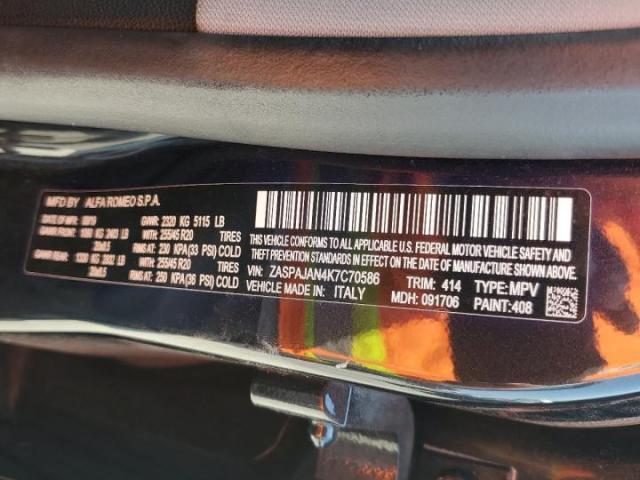 MFD BY ALFA ROMEO S.P.A.
GVWR: 2320 KG 5115 LB
WITH: 255/45 R20 TIRES
RIMS AT: 230 KPA(33 PSI) COLD
WITH: 255/45 R20 TIRES
RIMS AT: 250 KPA(36 PSI) COLD
THIS VEHICLE CONFORMS TO ALL APPLICABLE U.S. FEDERAL MOTOR VEHICLE SAFETY AND
THEFT PREVENTION STANDARDS IN EFFECT ON THE DATE OF MANUFACTURE SHOWN ABOVE.
VIN: ZASPAJAN4K7C70586 TRIM: 414 TYPE: MPV
VEHICLE MADE IN: ITALY MDH: 091706 PAINT: 408